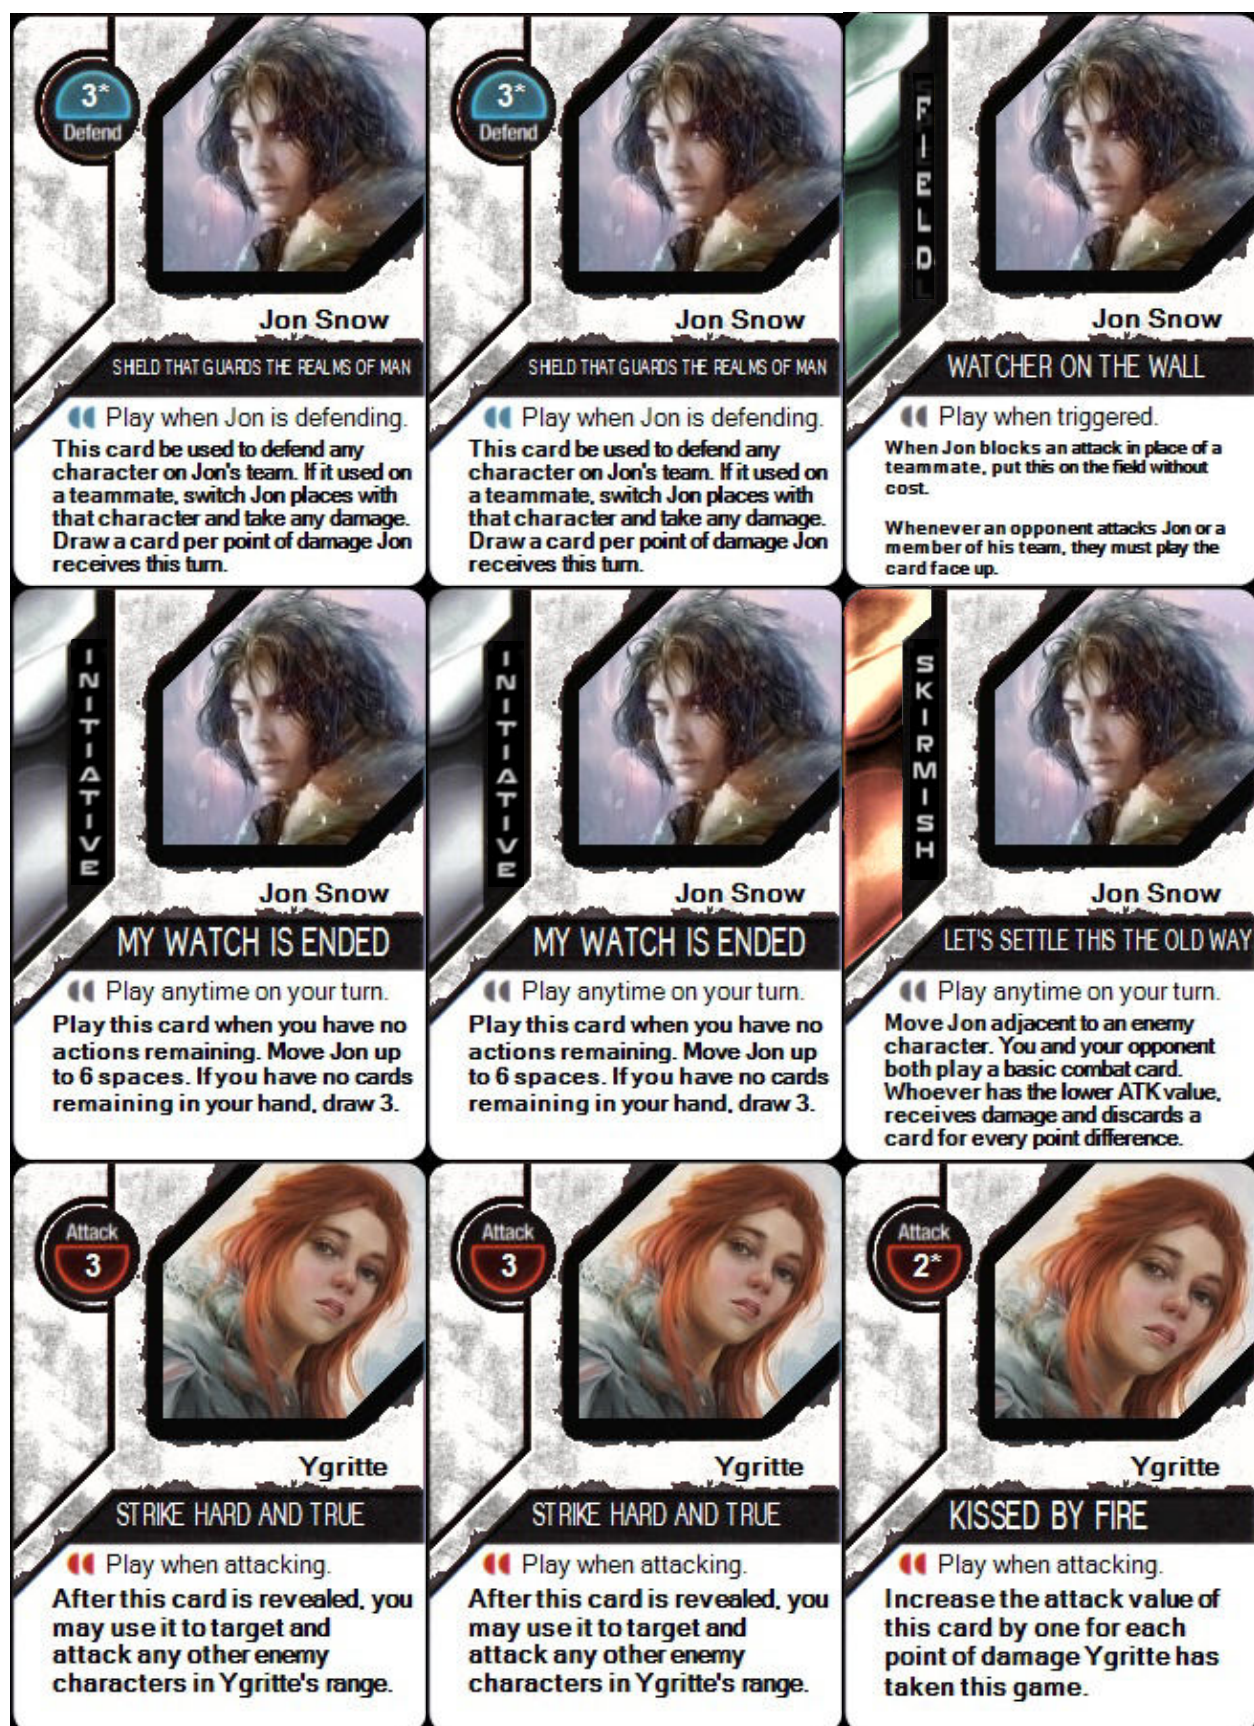 3*
Defend
Jon Snow
SHIELD THAT GUARDS THE REALMS OF MAN
Play when Jon is defending.
This card be used to defend any
character on Jon's team. If it used on
a teammate, switch Jon places with
that character and take any damage.
Draw a card per point of damage Jon
receives this turn.
3*
Defend
Jon Snow
SHIELD THAT GUARDS THE REALMS OF MAN
Play when Jon is defending.
This card be used to defend any
character on Jon's team. If it used on
a teammate, switch Jon places with
that character and take any damage.
Draw a card per point of damage Jon
receives this turn.
FIELD
Jon Snow
WATCHER ON THE WALL
Play when triggered.
When Jon blocks an attack in place of a
teammate, put this on the field without
cost.
Whenever an opponent attacks Jon or a
member of his team, they must play the
card face up.
INITIATIVE
Jon Snow
MY WATCH IS ENDED
Play anytime on your turn.
Play this card when you have no
actions remaining. Move Jon up
to 6 spaces. If you have no cards
remaining in your hand, draw 3.
INITIATIVE
Jon Snow
MY WATCH IS ENDED
Play anytime on your turn.
Play this card when you have no
actions remaining. Move Jon up
to 6 spaces. If you have no cards
remaining in your hand, draw 3.
SKIRMISH
Jon Snow
LET'S SETTLE THIS THE OLD WAY
Play anytime on your turn.
Move Jon adjacent to an enemy
character. You and your opponent
both play a basic combat card.
Whoever has the lower ATK value,
receives damage and discards a
card for every point difference.
Attack
3
Ygritte
STRIKE HARD AND TRUE
Play when attacking.
After this card is revealed, you
may use it to target and
attack any other enemy
characters in Ygritte's range.
Attack
3
Ygritte
STRIKE HARD AND TRUE
Play when attacking.
After this card is revealed, you
may use it to target and
attack any other enemy
characters in Ygritte's range.
Attack
2*
Ygritte
KISSED BY FIRE
Play when attacking.
Increase the attack value of
this card by one for each
point of damage Ygritte has
taken this game.